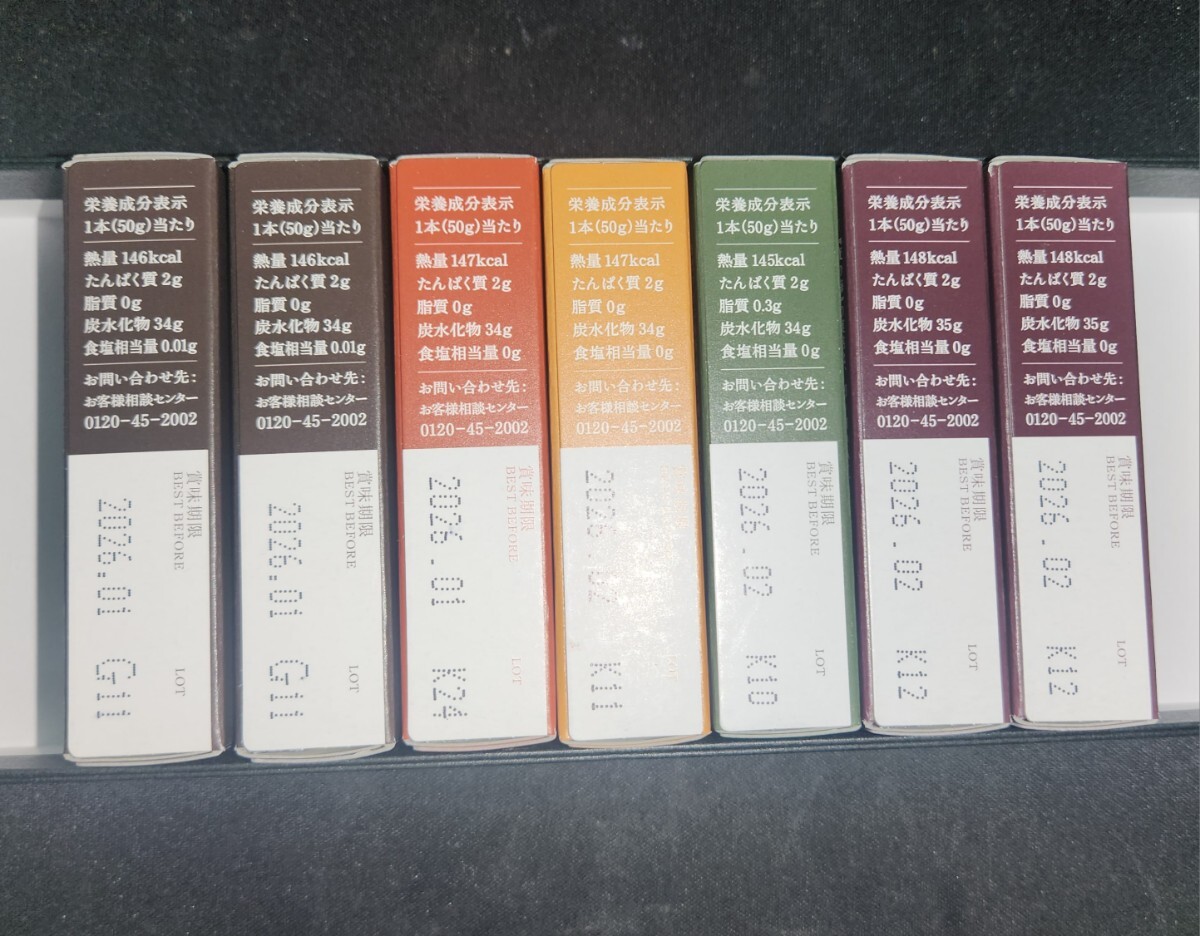 栄養成分表示
1本(50g)当たり
熱量 146kcal
たんぱく質 2g
脂質 0g
炭水化物 34g
食塩相当量 0.01g
お問い合わせ先:
お客様相談センター
0120-45-2002
賞味期限
BEST BEFORE
2026.01
LOT
G11
栄養成分表示
1本(50g)当たり
熱量 146kcal
たんぱく質 2g
脂質 0g
炭水化物 34g
食塩相当量 0.01g
お問い合わせ先:
お客様相談センター
0120-45-2002
賞味期限
BEST BEFORE
2026.01
LOT
G11
栄養成分表示
1本(50g)当たり
熱量 147kcal
たんぱく質 2g
脂質 0g
炭水化物 34g
食塩相当量 0g
お問い合わせ先:
お客様相談センター
0120-45-2002
賞味期限
BEST BEFORE
2026.01
LOT
K24
栄養成分表示
1本(50g)当たり
熱量 147kcal
たんぱく質 2g
脂質 0g
炭水化物 34g
食塩相当量 0g
お問い合わせ先:
お客様相談センター
0120-45-2002
2026.02
LOT
K11
栄養成分表示
1本(50g)当たり
熱量 145kcal
たんぱく質 2g
脂質 0.3g
炭水化物 34g
食塩相当量 0g
お問い合わせ先:
お客様相談センター
0120-45-2002
賞味期限
BEST BEFORE
2026.02
LOT
K10
栄養成分表示
1本(50g)当たり
熱量 148kcal
たんぱく質 2g
脂質 0g
炭水化物 35g
食塩相当量 0g
お問い合わせ先:
お客様相談センター
0120-45-2002
賞味期限
BEST BEFORE
2026.02
LOT
K12
栄養成分表示
1本(50g)当たり
熱量 148kcal
たんぱく質 2g
脂質 0g
炭水化物 35g
食塩相当量 0g
お問い合わせ先:
お客様相談センター
0120-45-2002
賞味期限
BEST BEFORE
2026.02
LOT
K12